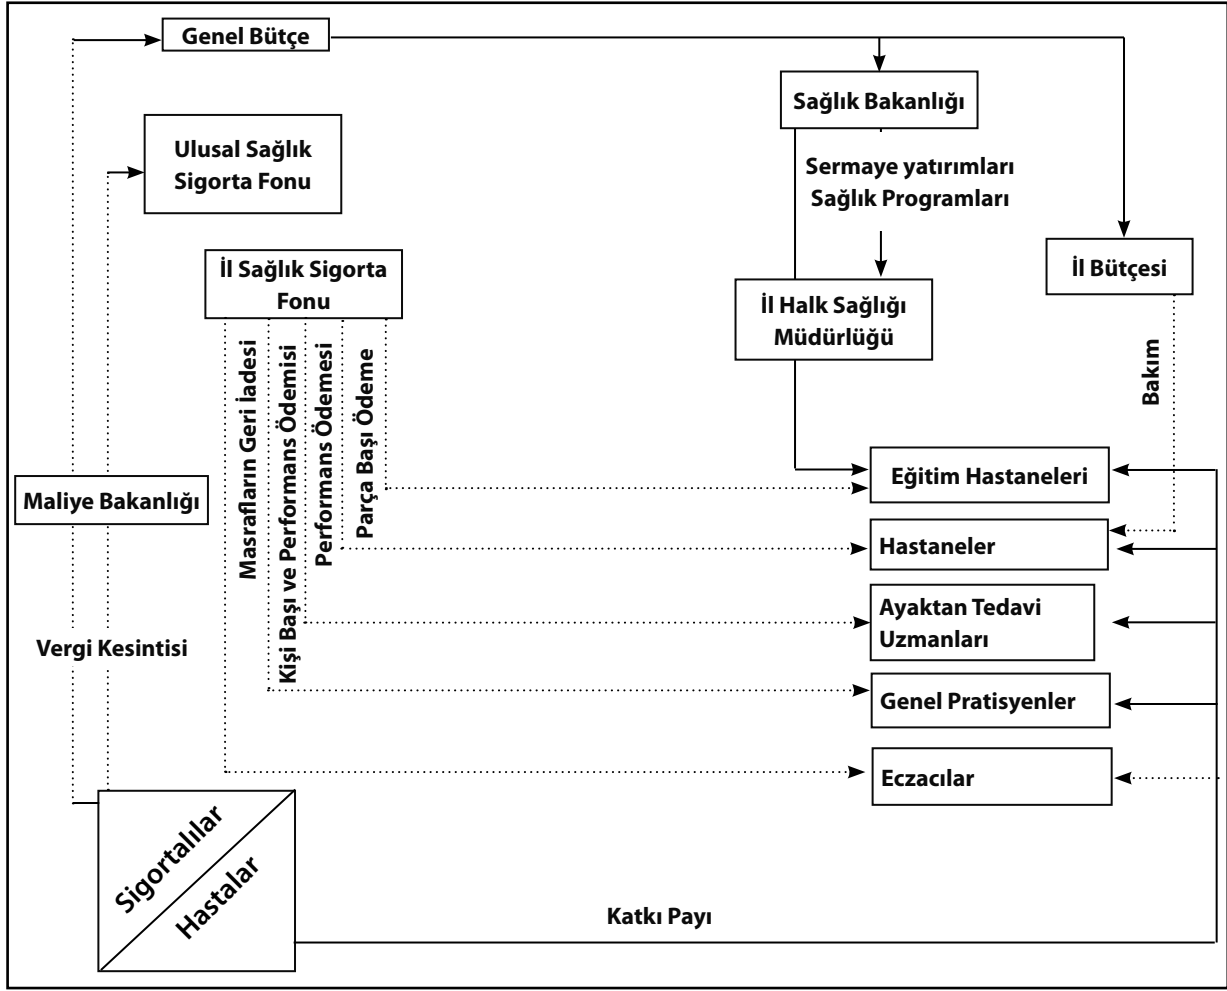 Genel Bütçe
Sağlık Bakanlığı
Ulusal Sağlık
Sigorta Fonu
Sermaye yatırımları
Sağlık Programları
İl Sağlık Sigorta
Fonu
İl Bütçesi
İl Halk Sağlığı
Müdürlüğü
Masrafların Geri İadesi
Kişi Başı ve Performans Ödemisi
Performans Ödemesi
Parça Başı Ödeme
Bakım
Maliye Bakanlığı
Eğitim Hastaneleri
Hastaneler
Ayaktan Tedavi
Uzmanları
Vergi Kesintisi
Genel Pratisyenler
Eczacılar
Sigortalılar
Hastalar
Katkı Payı